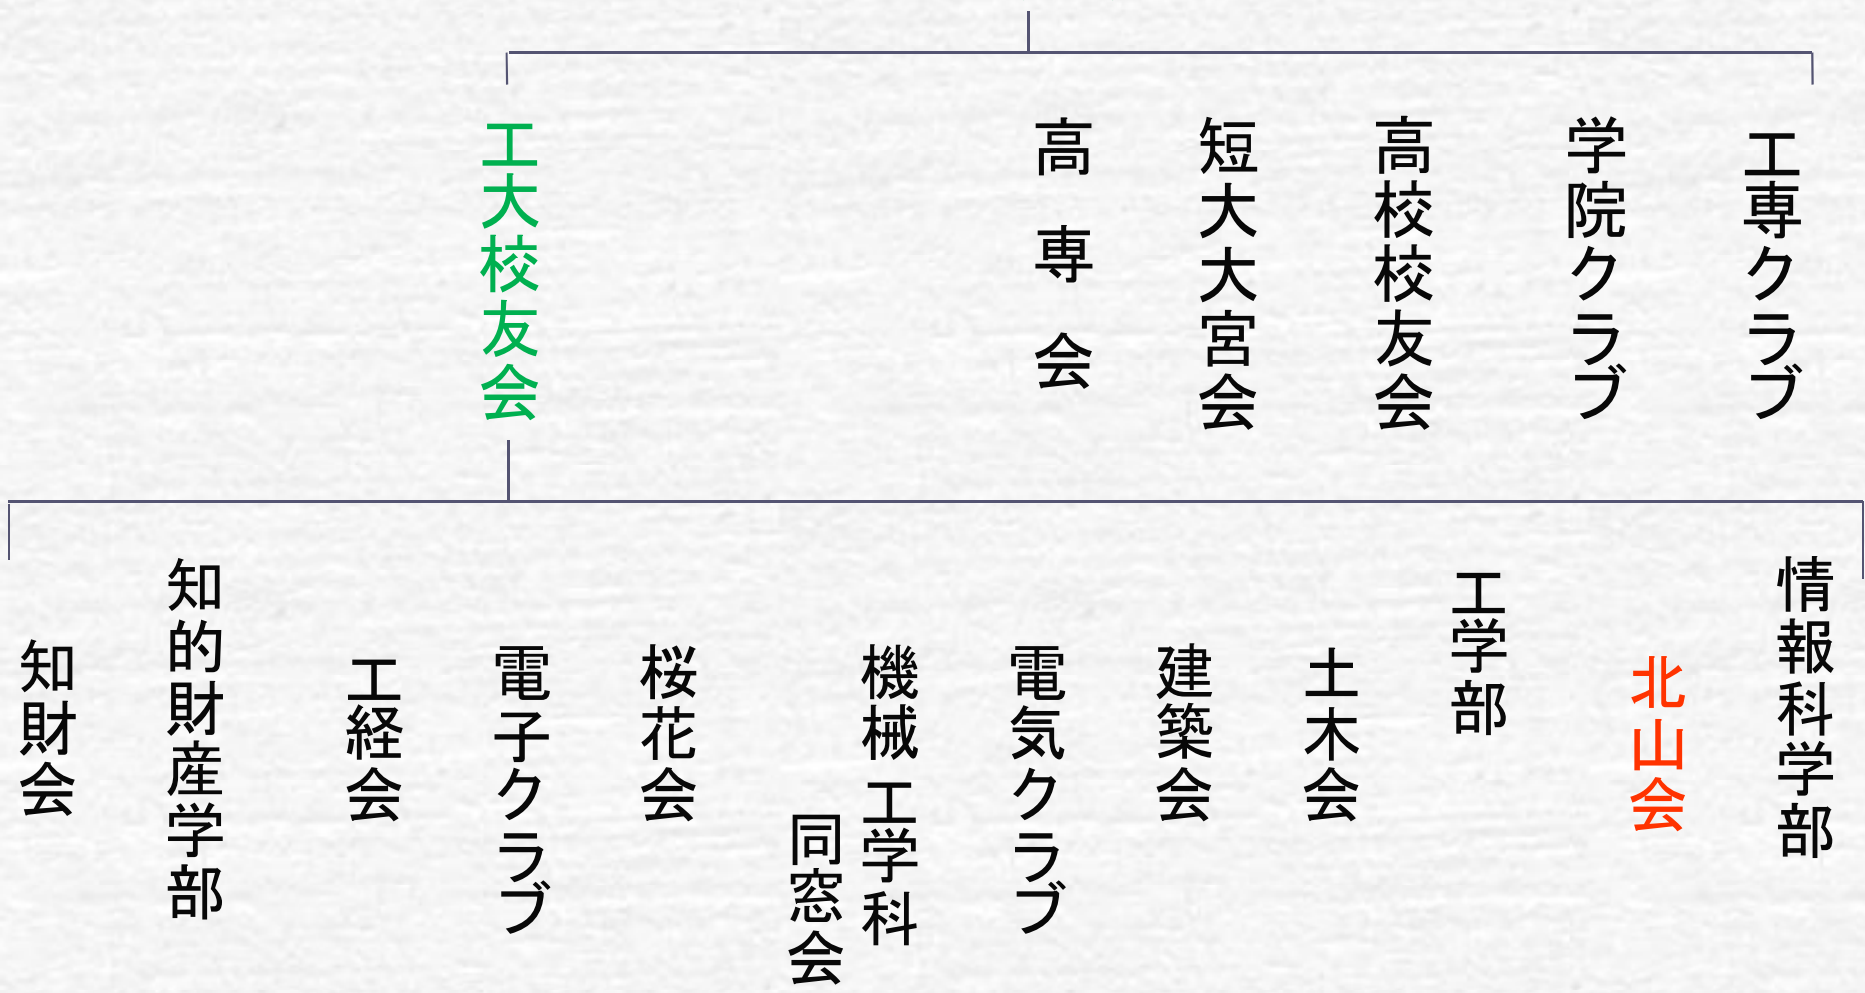 工専クラブ
学院クラブ
高校校友会
短大大宮会
高専会
工大校友会
情報科学部
北山会
工学部
土木会
建築会
電気クラブ
機械工学科
同窓会
桜花会
電子クラブ
工経会
知的財産学部
知財会